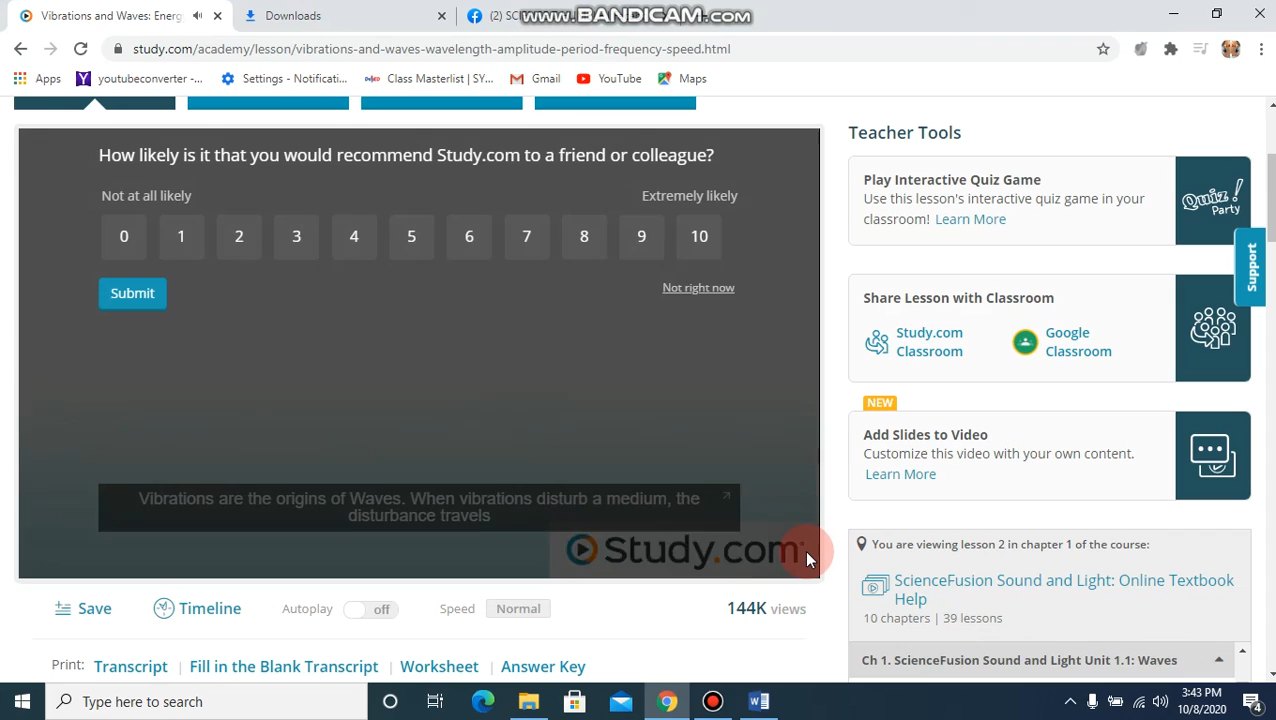 Vibrations and Waves: Energ
Downloads
www.BANDICAM.com
study.com/academy/lesson/vibrations-and-waves-wavelength-amplitude-period-frequency-speed.html
Apps
youtubeconverter -...
Settings - Notificati...
Class Masterlist | SY...
Gmail
YouTube
Maps
How likely is it that you would recommend Study.com to a friend or colleague?
Not at all likely
Extremely likely
0 1 2 3 4 5 6 7 8 9 10
Submit
Not right now
Vibrations are the origins of Waves. When vibrations disturb a medium, the
disturbance travels
Study.com
Save
Timeline
Autoplay
off
Speed
Normal
144K views
Print: Transcript | Fill in the Blank Transcript | Worksheet | Answer Key
Teacher Tools
Play Interactive Quiz Game
Use this lesson's interactive quiz game in your
classroom! Learn More
Quiz!
Party
Support
Share Lesson with Classroom
Study.com
Classroom
Google
Classroom
NEW
Add Slides to Video
Customize this video with your own content.
Learn More
You are viewing lesson 2 in chapter 1 of the course:
ScienceFusion Sound and Light: Online Textbook
Help
10 chapters | 39 lessons
Ch 1. ScienceFusion Sound and Light Unit 1.1: Waves
Type here to search
3:43 PM
10/8/2020
4